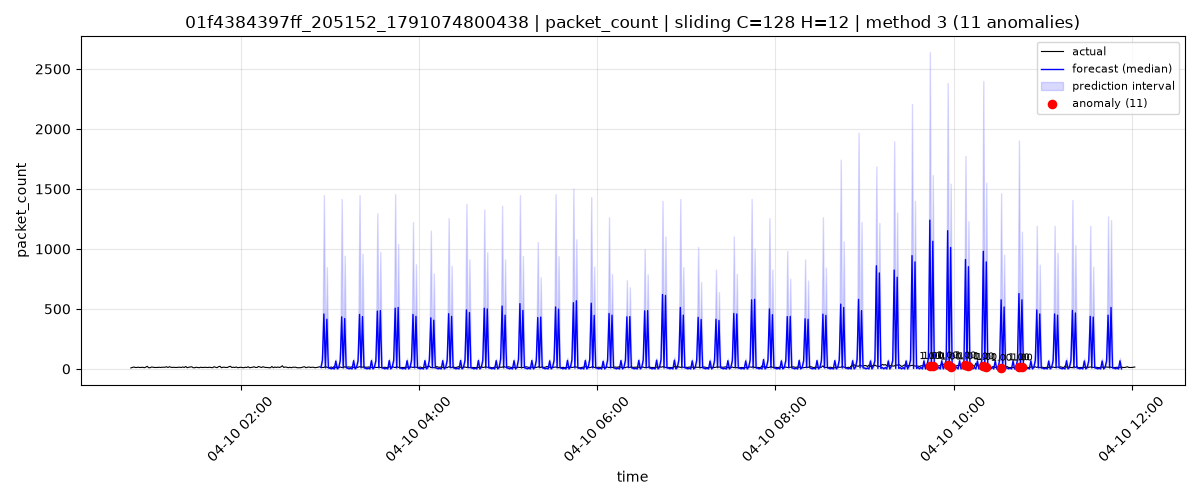 01f4384397ff_205152_1791074800438 | packet_count | sliding C=128 H=12 | method 3 (11 anomalies)
actual
forecast (median)
prediction interval
anomaly (11)
packet_count
2500
2000
1500
1000
500
0
04-10 02:00
04-10 04:00
04-10 06:00
04-10 08:00
04-10 10:00
04-10 12:00
time